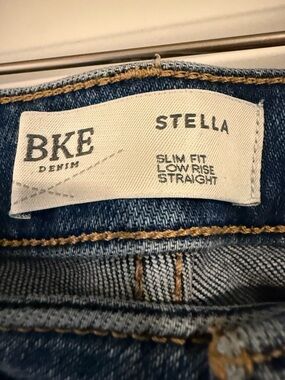 BKE
DENIM
STELLA
SLIM FIT
LOW RISE
STRAIGHT